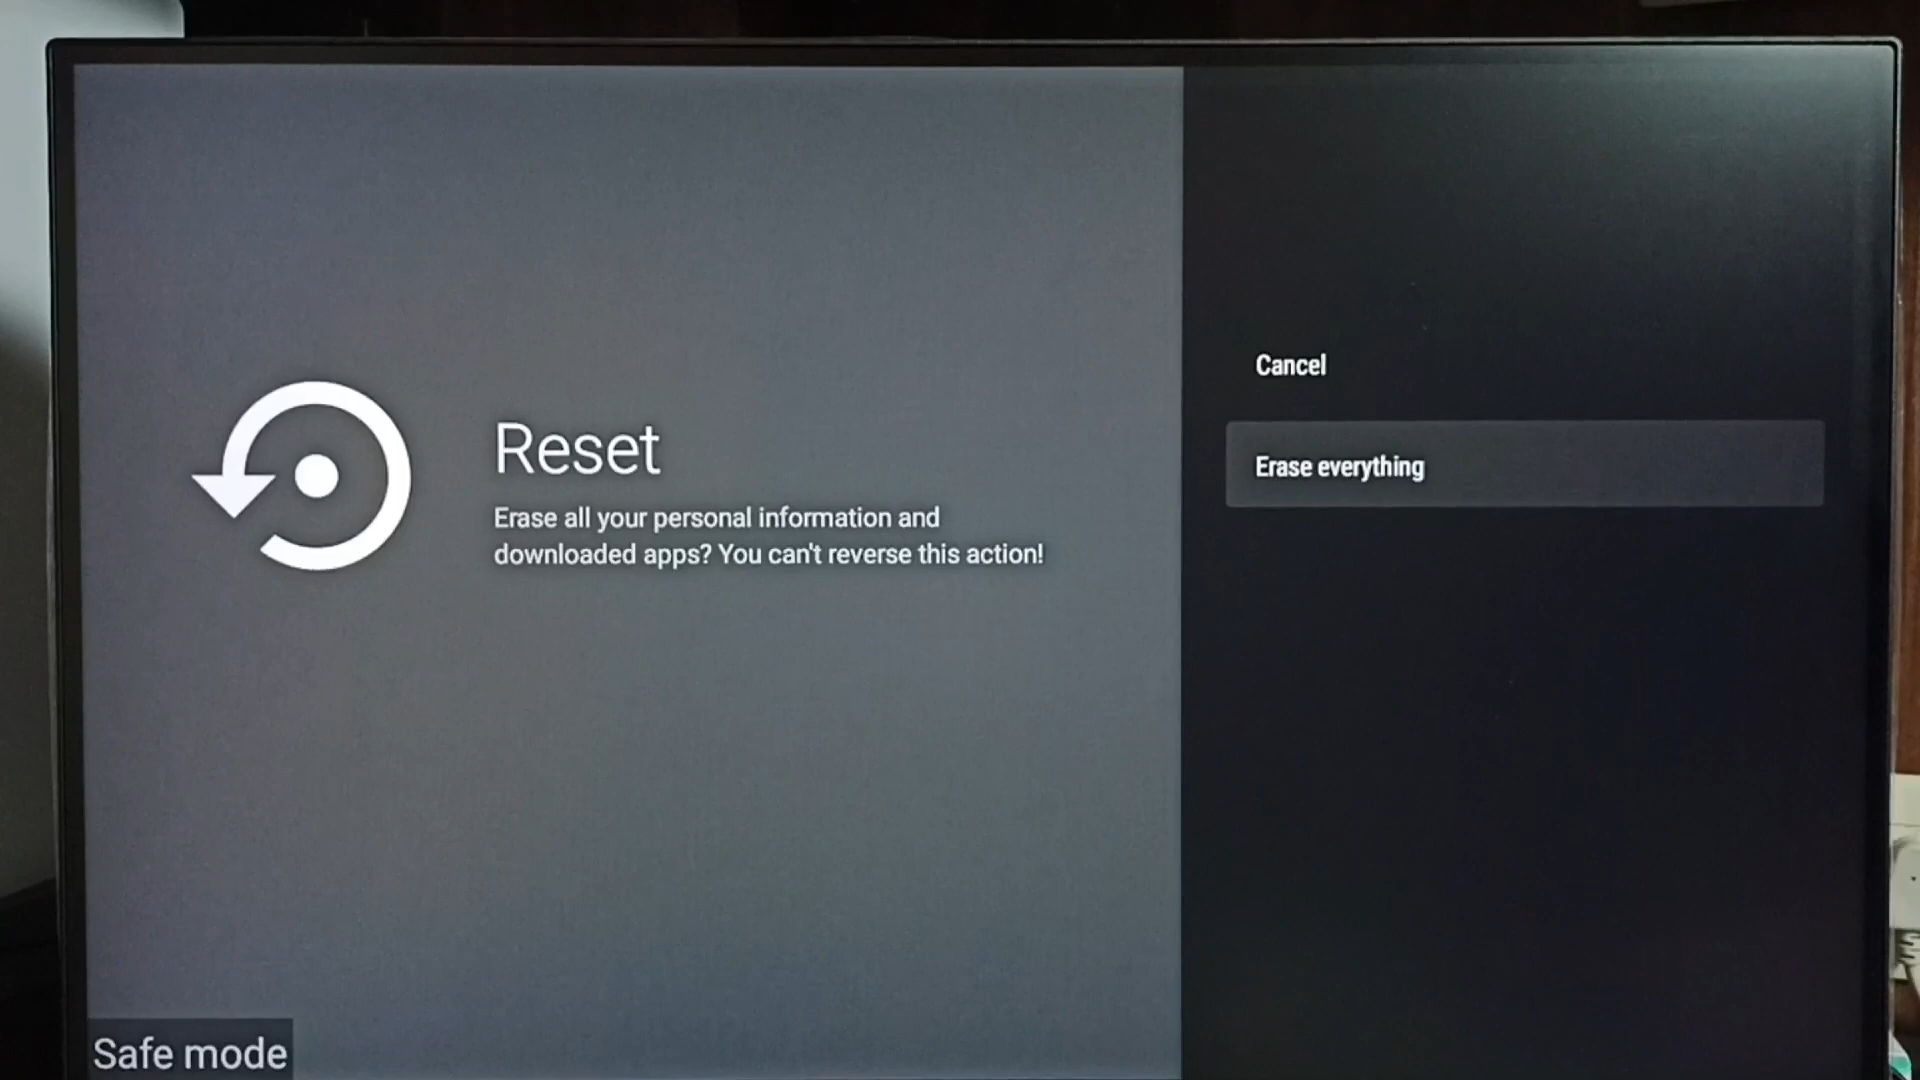 Reset
Erase all your personal information and
downloaded apps? You can't reverse this action!
Cancel
Erase everything
Safe mode